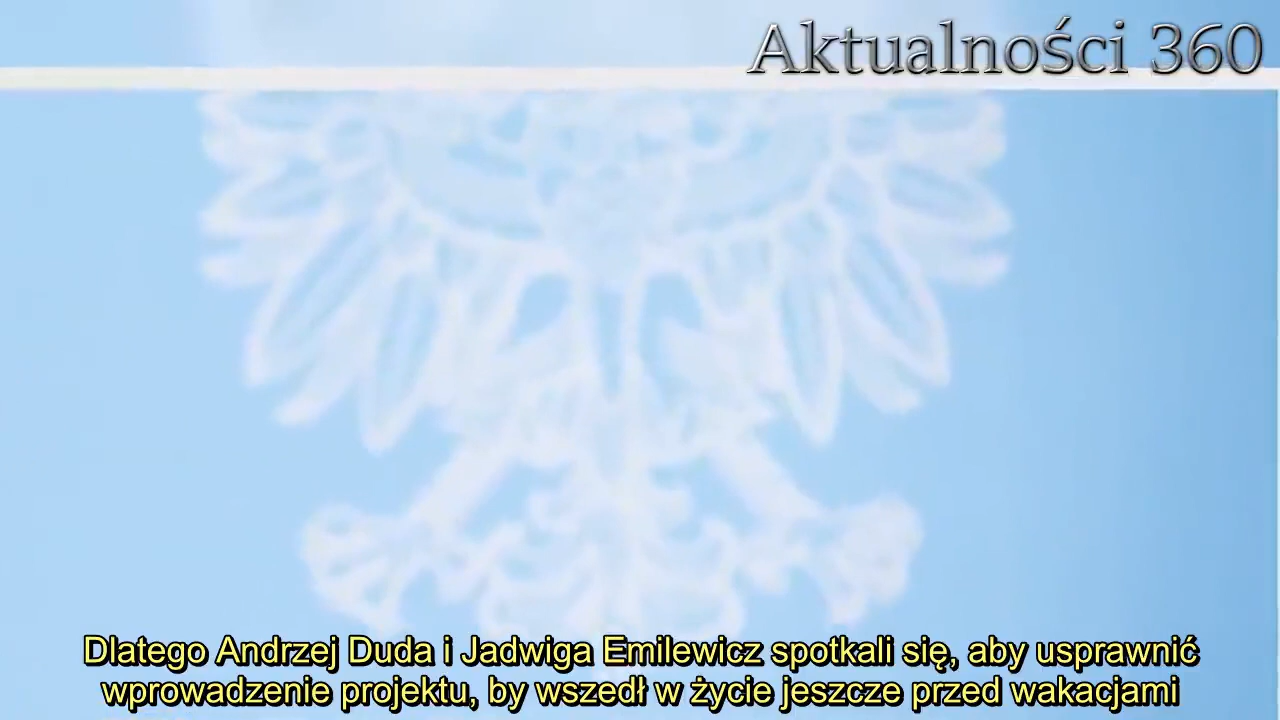 Aktualności 360
Dlatego Andrzej Duda i Jadwiga Emilewicz spotkali się, aby usprawnić
wprowadzenie projektu, by wszedł w życie jeszcze przed wakacjami